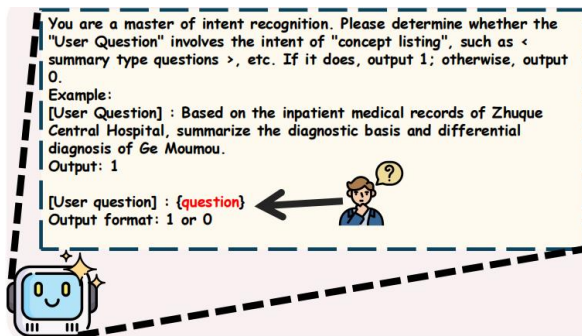 You are a master of intent recognition. Please determine whether the
"User Question" involves the intent of "concept listing", such as <
summary type questions >, etc. If it does, output 1; otherwise, output
0.
Example:
[User Question] : Based on the inpatient medical records of Zhuque
Central Hospital, summarize the diagnostic basis and differential
diagnosis of Ge Moumou.
Output: 1
[User question] : {question}
Output format: 1 or 0
?